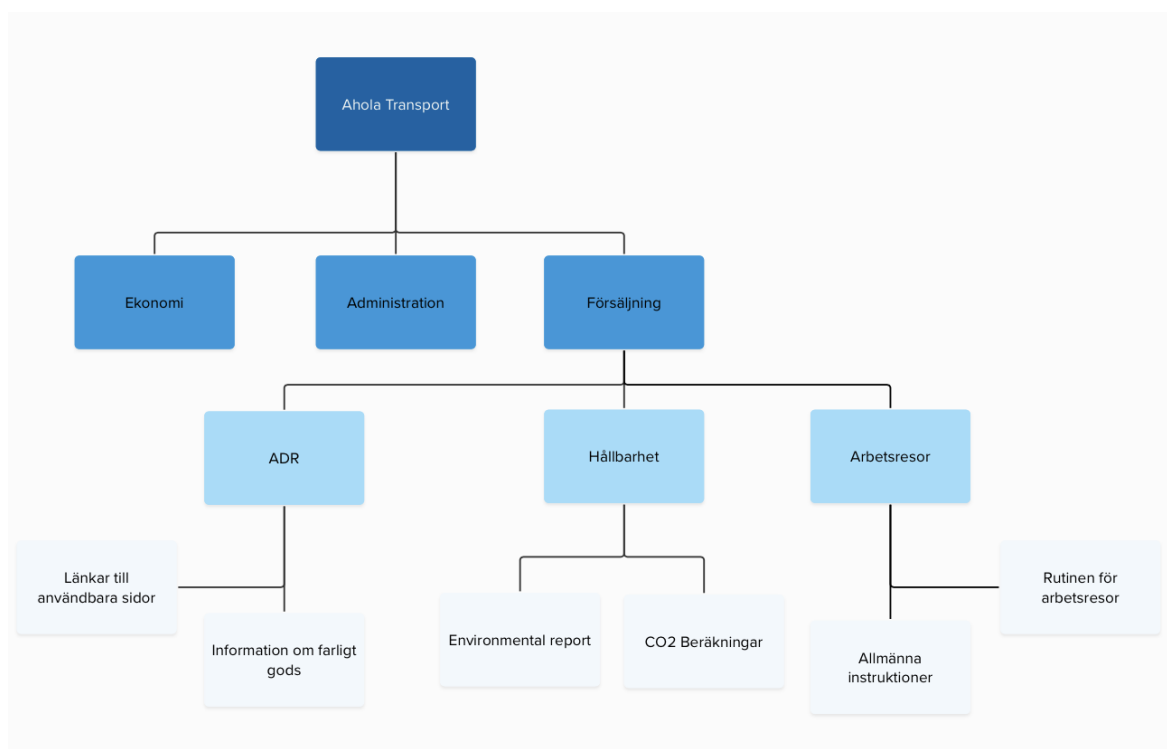 Ahola Transport
Ekonomi
Administration
Försäljning
ADR
Hållbarhet
Arbetsresor
Länkar till
användbara sidor
Information om farligt
gods
Environmental report
CO2 Beräkningar
Allmänna
instruktioner
Rutinen för
arbetsresor